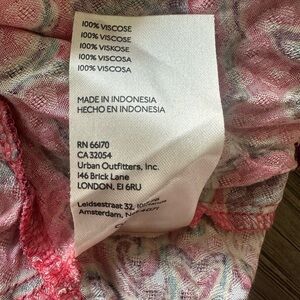 100% VISCOSE
100% VISCOSE
100% VISKOSE
100% VISCOSA
100% VISCOSA
MADE IN INDONESIA
HECHO EN INDONESIA
RN 66170
CA 32054
Urban Outfitters, Inc.
146 Brick Lane
LONDON, E1 6RU
Leidsestraat 32,
Amsterdam,